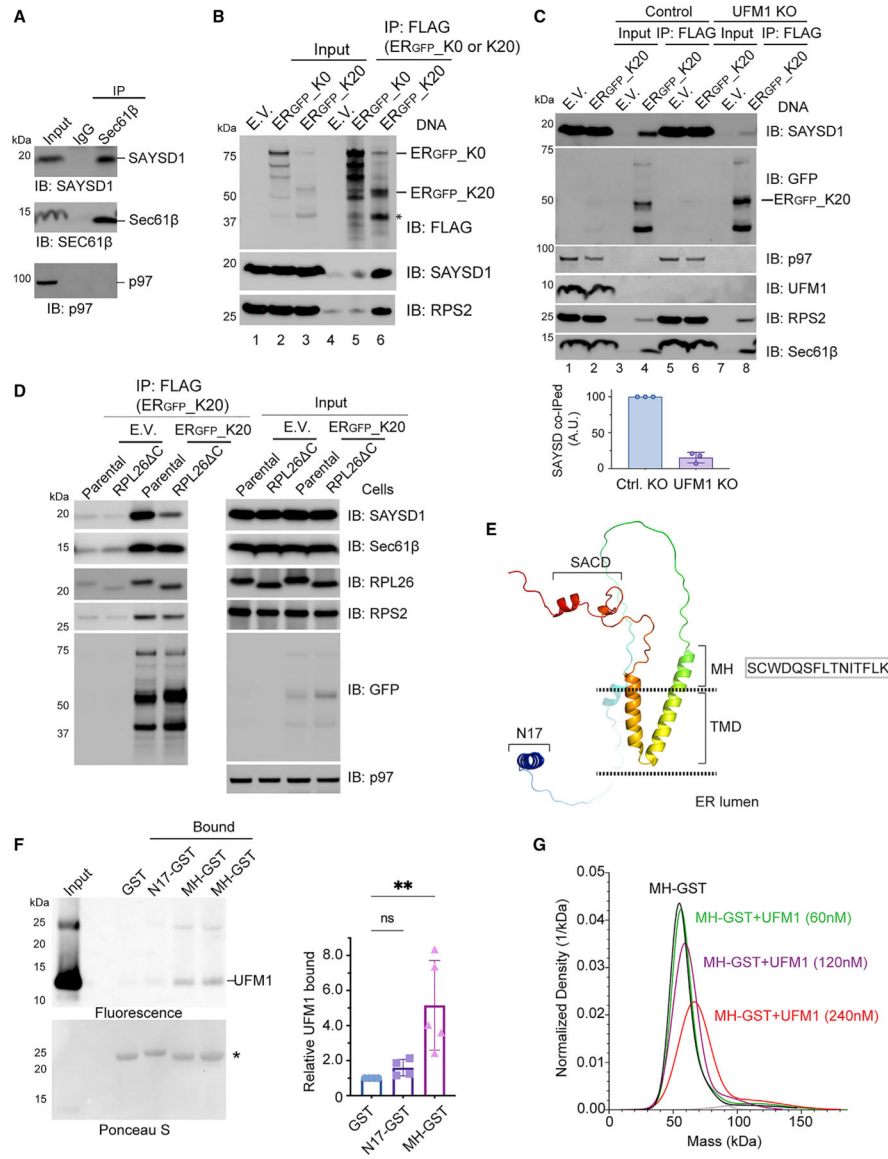 A
IP
Input
IgG
Sec61β
kDa
20
SAYSD1
IB: SAYSD1
15
Sec61β
IB: SEC61β
100
p97
IB: p97
B
IP: FLAG
(ERGFP_K0 or K20)
Input
E.V.
ERGFP_K0
ERGFP_K20
E.V.
ERGFP_K0
ERGFP_K20
DNA
kDa
75
ERGFP_K0
50
ERGFP_K20
37
*
IB: FLAG
20
IB: SAYSD1
25
IB: RPS2
1 2 3 4 5 6
C
Control UFM1 KO
Input IP: FLAG Input IP: FLAG
E.V.
ERGFP_K20
E.V.
ERGFP_K20
E.V.
ERGFP_K20
E.V.
ERGFP_K20
DNA
kDa
20
IB: SAYSD1
75
IB: GFP
50
ERGFP_K20
37
100
IB: p97
10
IB: UFM1
25
IB: RPS2
15
IB: Sec61β
1 2 3 4 5 6 7 8
SAYSD co-IPed
(A.U.)
100
50
0
Ctrl. KO UFM1 KO
D
IP: FLAG
(ERGFP_K20)
Input
E.V. ERGFP_K20
E.V. ERGFP_K20
Parental
RPL26ΔC
Parental
RPL26ΔC
Parental
RPL26ΔC
Parental
RPL26ΔC
Cells
kDa
20
IB: SAYSD1
15
IB: Sec61β
20
IB: RPL26
25
IB: RPS2
75
50
37
IB: GFP
IB: p97
E
SACD
MH
SCWDQSFLTNITFLK
TMD
N17
ER lumen
F
Bound
Input
GST
N17-GST
MH-GST
MH-GST
kDa
25
20
15
10
UFM1
Fluorescence
25
20
15
*
Ponceau S
**
ns
Relative UFM1 bound
8.0
6.0
4.0
2.0
0
GST
N17-GST
MH-GST
G
Normalized Density (1/kDa)
0.05
0.04
0.03
0.02
0.01
0.00
MH-GST
MH-GST+UFM1 (60nM)
MH-GST+UFM1 (120nM)
MH-GST+UFM1 (240nM)
0 50 100 150
Mass (kDa)